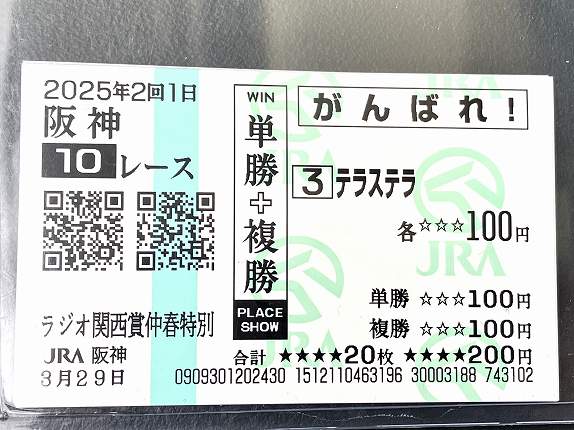 2025年2回1日
阪神
10レース
ラジオ関西賞仲春特別
JRA 阪神
3月29日
WIN
単勝+複勝
PLACE
SHOW
がんばれ!
3 テラステラ
各☆☆☆100円
単勝 ☆☆☆100円
複勝 ☆☆☆100円
合計 ★★★★20枚 ★★★★200円
0909301202430 1512110463196 30003188 743102
JRA
JRA
JRA
JRA